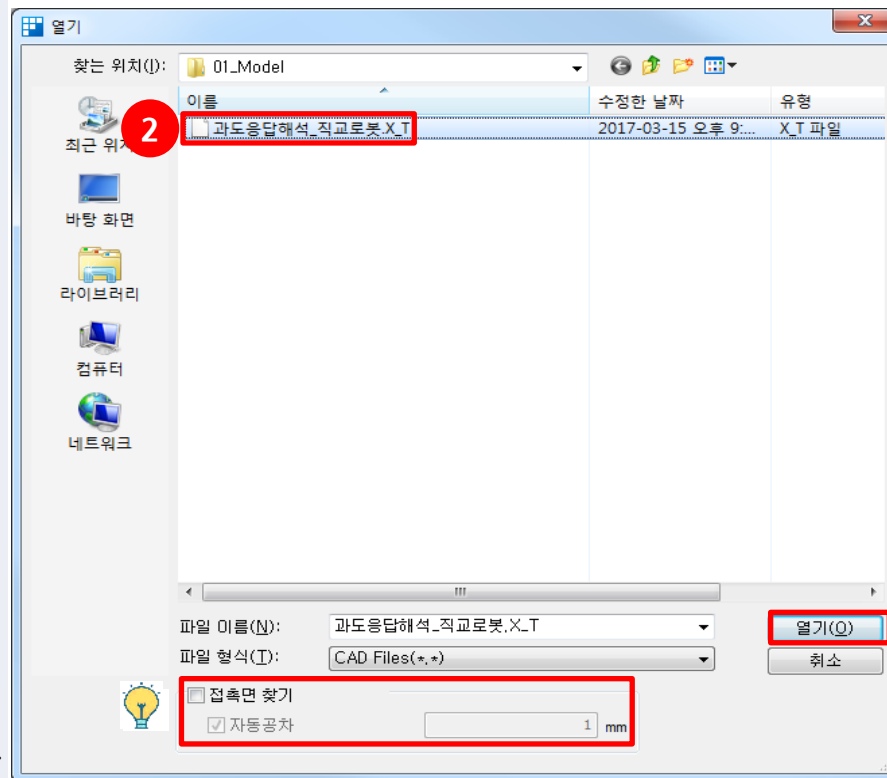 열기
찾는 위치(I):
01_Model
이름
수정한 날짜
유형
2
과도응답해석_직교로봇.X_T
2017-03-15 오후 9:...
X_T 파일
최근 위
바탕 화면
라이브러리
컴퓨터
네트워크
파일 이름(N):
과도응답해석_직교로봇.X_T
열기(O)
파일 형식(T):
CAD Files(*.*)
취소
접촉면 찾기
자동공차
1 mm